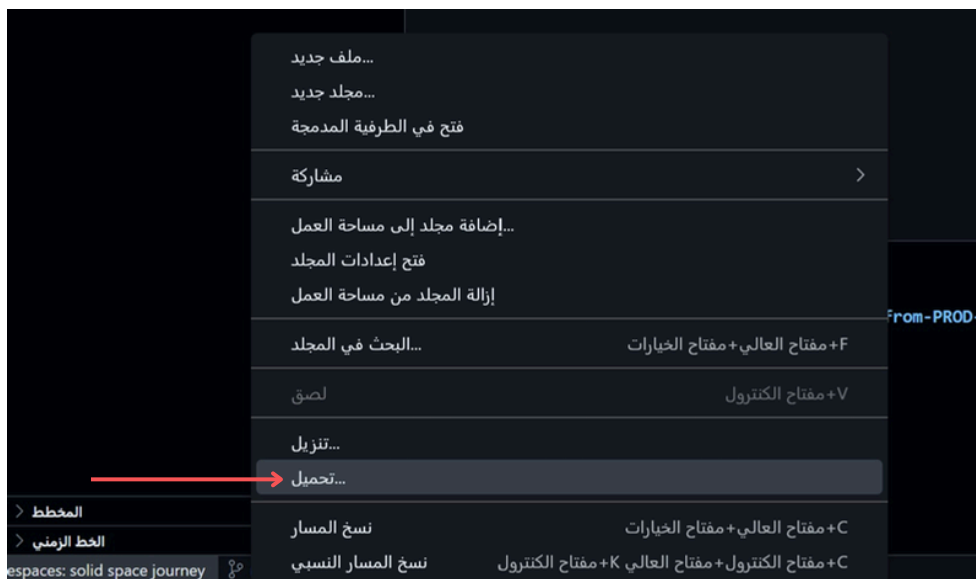 ملف جديد...
مجلد جديد...
فتح في الطرفية المدمجة
مشاركة
إضافة مجلد إلى مساحة العمل...
فتح إعدادات المجلد
إزالة المجلد من مساحة العمل
البحث في المجلد... F+مفتاح العالي+مفتاح الخيارات
لصق V+مفتاح الكنترول
تنزيل...
تحميل...
نسخ المسار C+مفتاح العالي+مفتاح الخيارات
نسخ المسار النسبي C+مفتاح الكنترول+مفتاح العالي K+مفتاح الكنترول
From-PROD-
المخطط
الخط الزمني
espaces: solid space journey